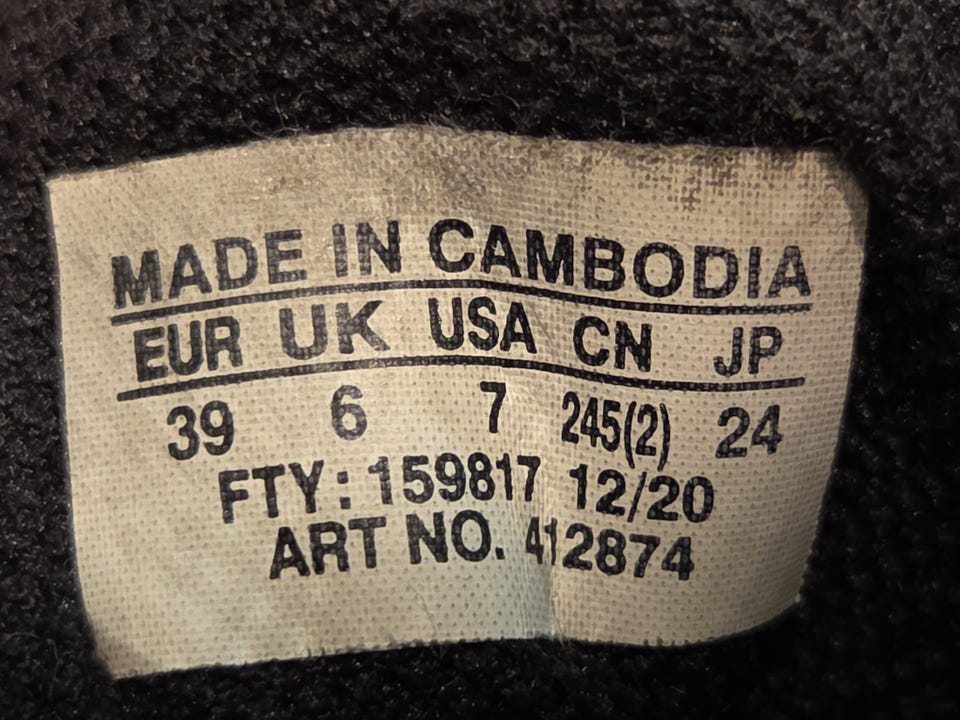 MADE IN CAMBODIA
EUR UK USA CN JP
39 6 7 245(2) 24
FTY: 159817 12/20
ART NO. 412874